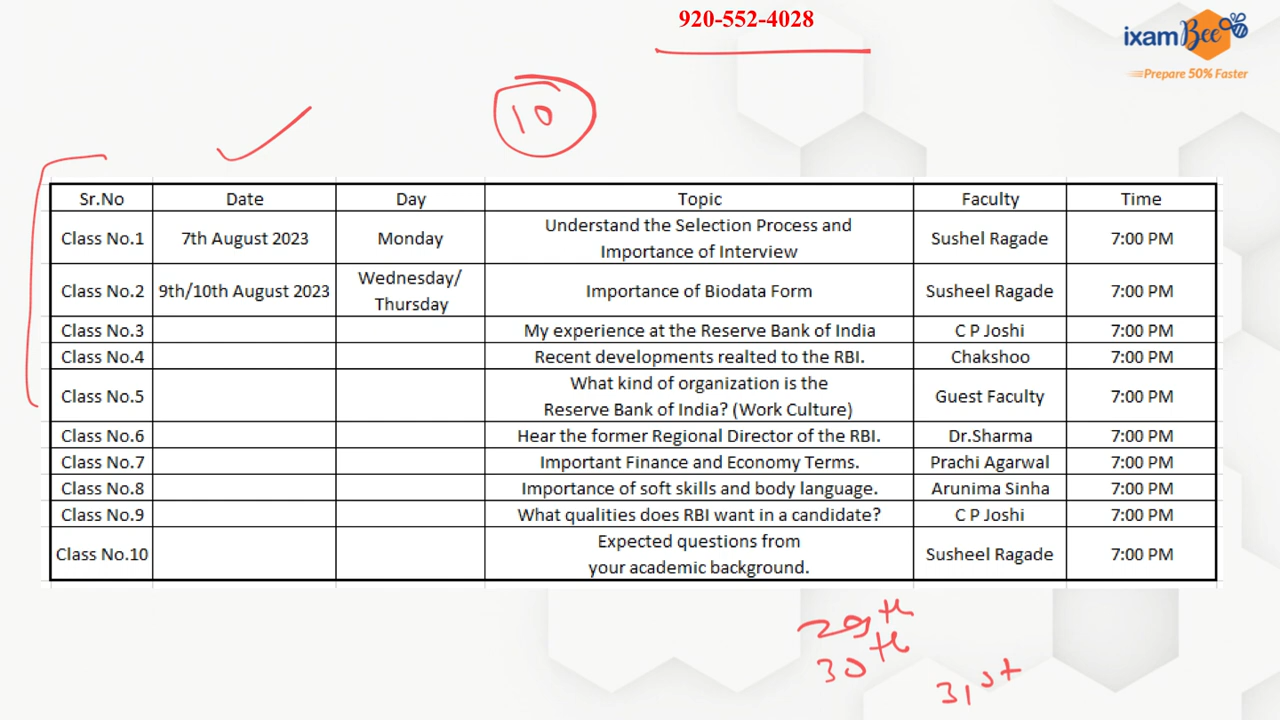 920-552-4028
ixamBee
Prepare 50% Faster
10
Sr.No Date Day Topic Faculty Time
Class No.1 7th August 2023 Monday Understand the Selection Process and Importance of Interview Sushel Ragade 7:00 PM
Class No.2 9th/10th August 2023 Wednesday/ Thursday Importance of Biodata Form Susheel Ragade 7:00 PM
Class No.3 My experience at the Reserve Bank of India C P Joshi 7:00 PM
Class No.4 Recent developments realted to the RBI. Chakshoo 7:00 PM
Class No.5 What kind of organization is the Reserve Bank of India? (Work Culture) Guest Faculty 7:00 PM
Class No.6 Hear the former Regional Director of the RBI. Dr.Sharma 7:00 PM
Class No.7 Important Finance and Economy Terms. Prachi Agarwal 7:00 PM
Class No.8 Importance of soft skills and body language. Arunima Sinha 7:00 PM
Class No.9 What qualities does RBI want in a candidate? C P Joshi 7:00 PM
Class No.10 Expected questions from your academic background. Susheel Ragade 7:00 PM
29th
30th
31st